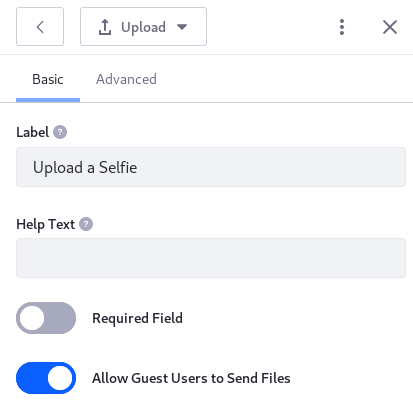 Upload
Basic Advanced
Label ?
Upload a Selfie
Help Text ?
Required Field
Allow Guest Users to Send Files